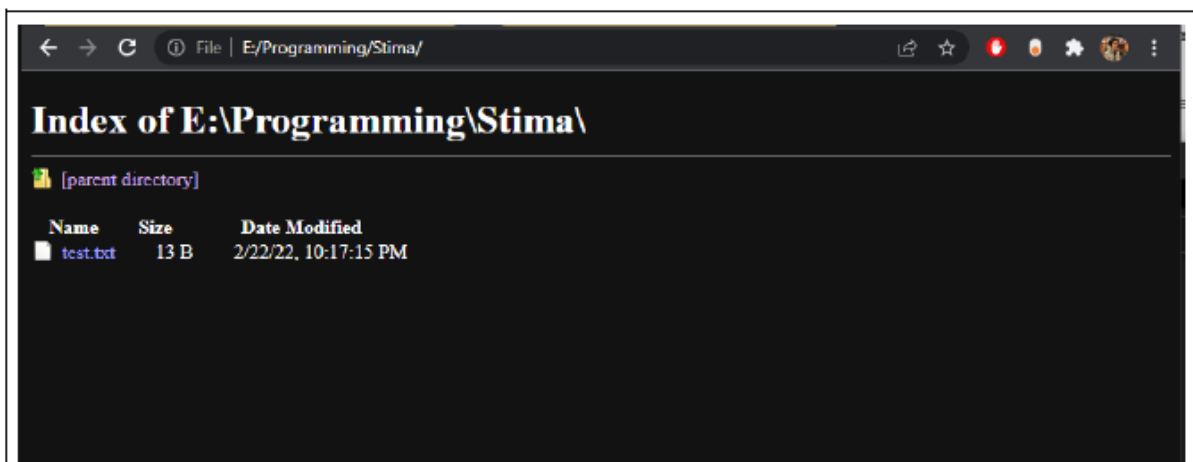 File | E:/Programming/Stima/
Index of E:\Programming\Stima\
[parent directory]
Name Size Date Modified
test.txt 13 B 2/22/22, 10:17:15 PM